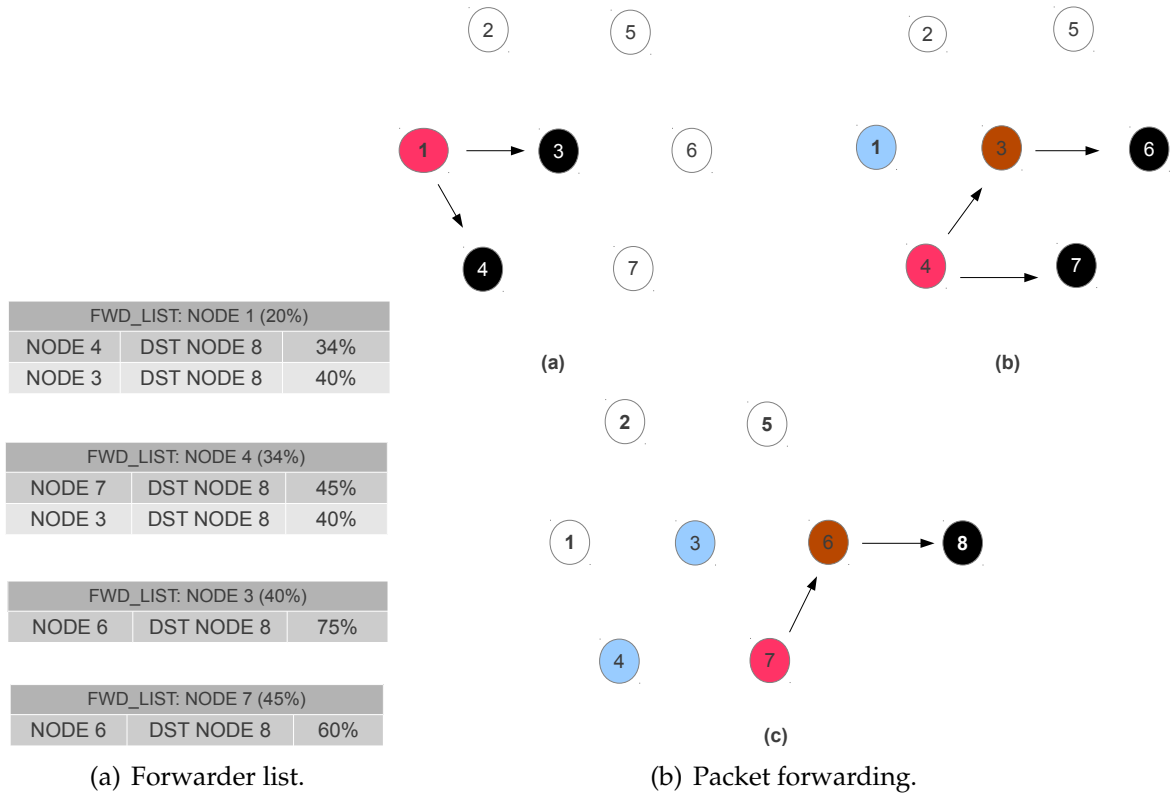 2
5
1
3
6
4
7
(a)
2
5
1
3
6
4
7
(b)
FWD_LIST: NODE 1 (20%)
NODE 4 DST NODE 8 34%
NODE 3 DST NODE 8 40%
FWD_LIST: NODE 4 (34%)
NODE 7 DST NODE 8 45%
NODE 3 DST NODE 8 40%
FWD_LIST: NODE 3 (40%)
NODE 6 DST NODE 8 75%
FWD_LIST: NODE 7 (45%)
NODE 6 DST NODE 8 60%
2
5
1
3
6
8
4
7
(c)
(a) Forwarder list.
(b) Packet forwarding.